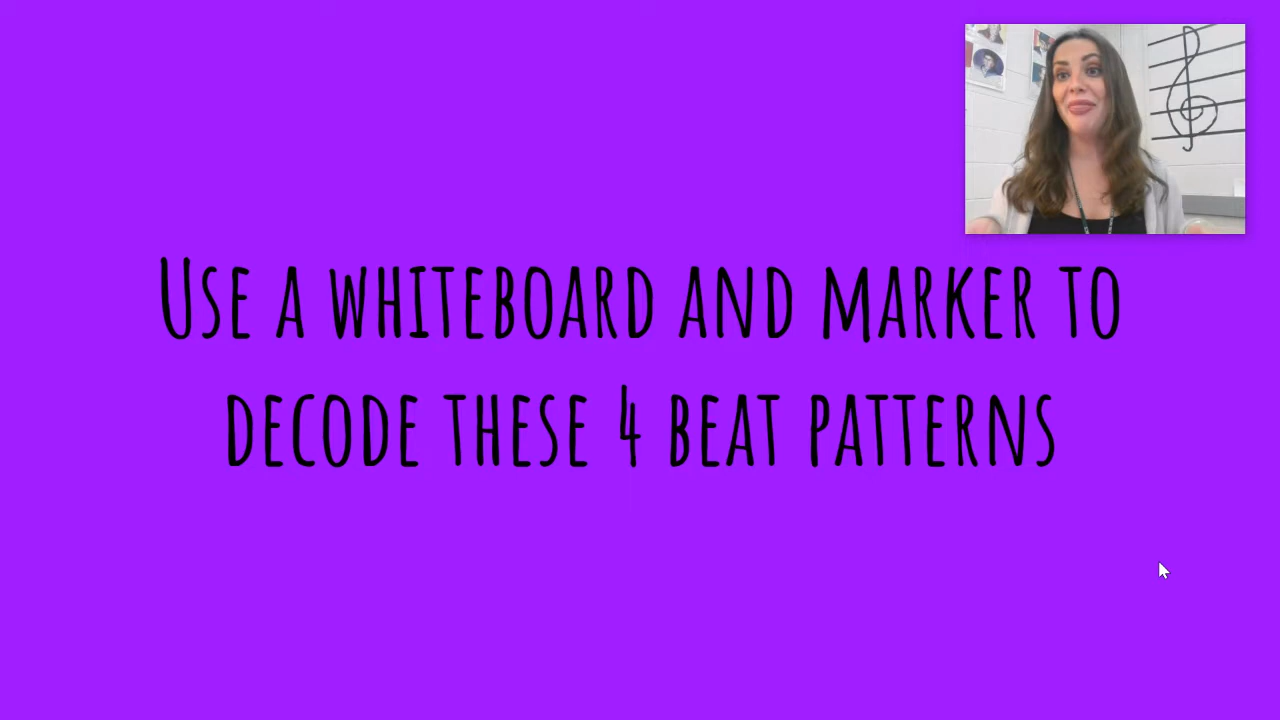 Use a whiteboard and marker to
decode these 4 beat patterns